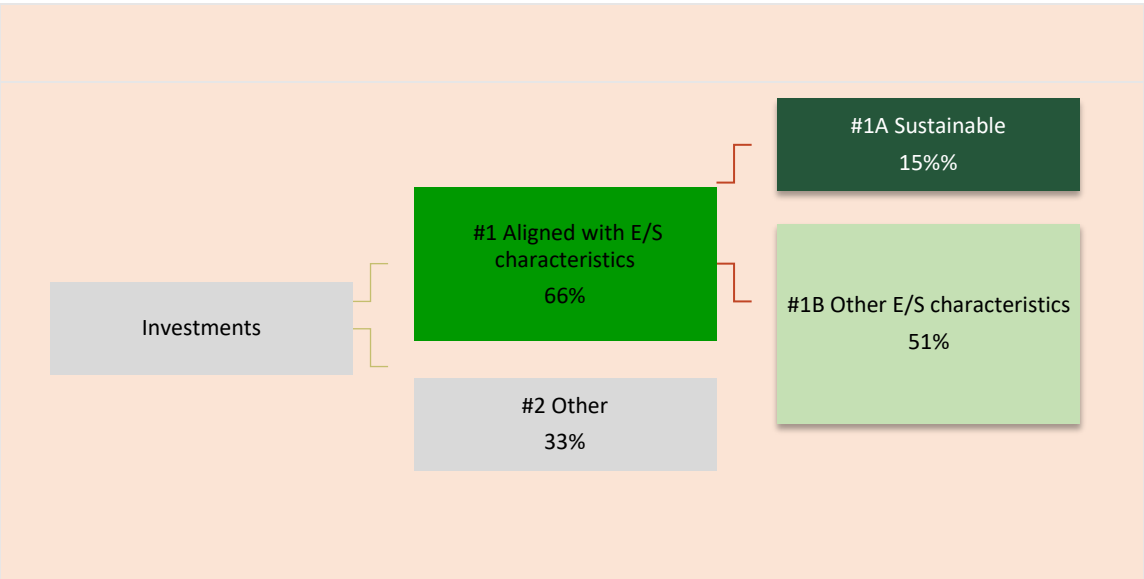 Investments
#1 Aligned with E/S
characteristics
66%
#2 Other
33%
#1A Sustainable
15%%
#1B Other E/S characteristics
51%